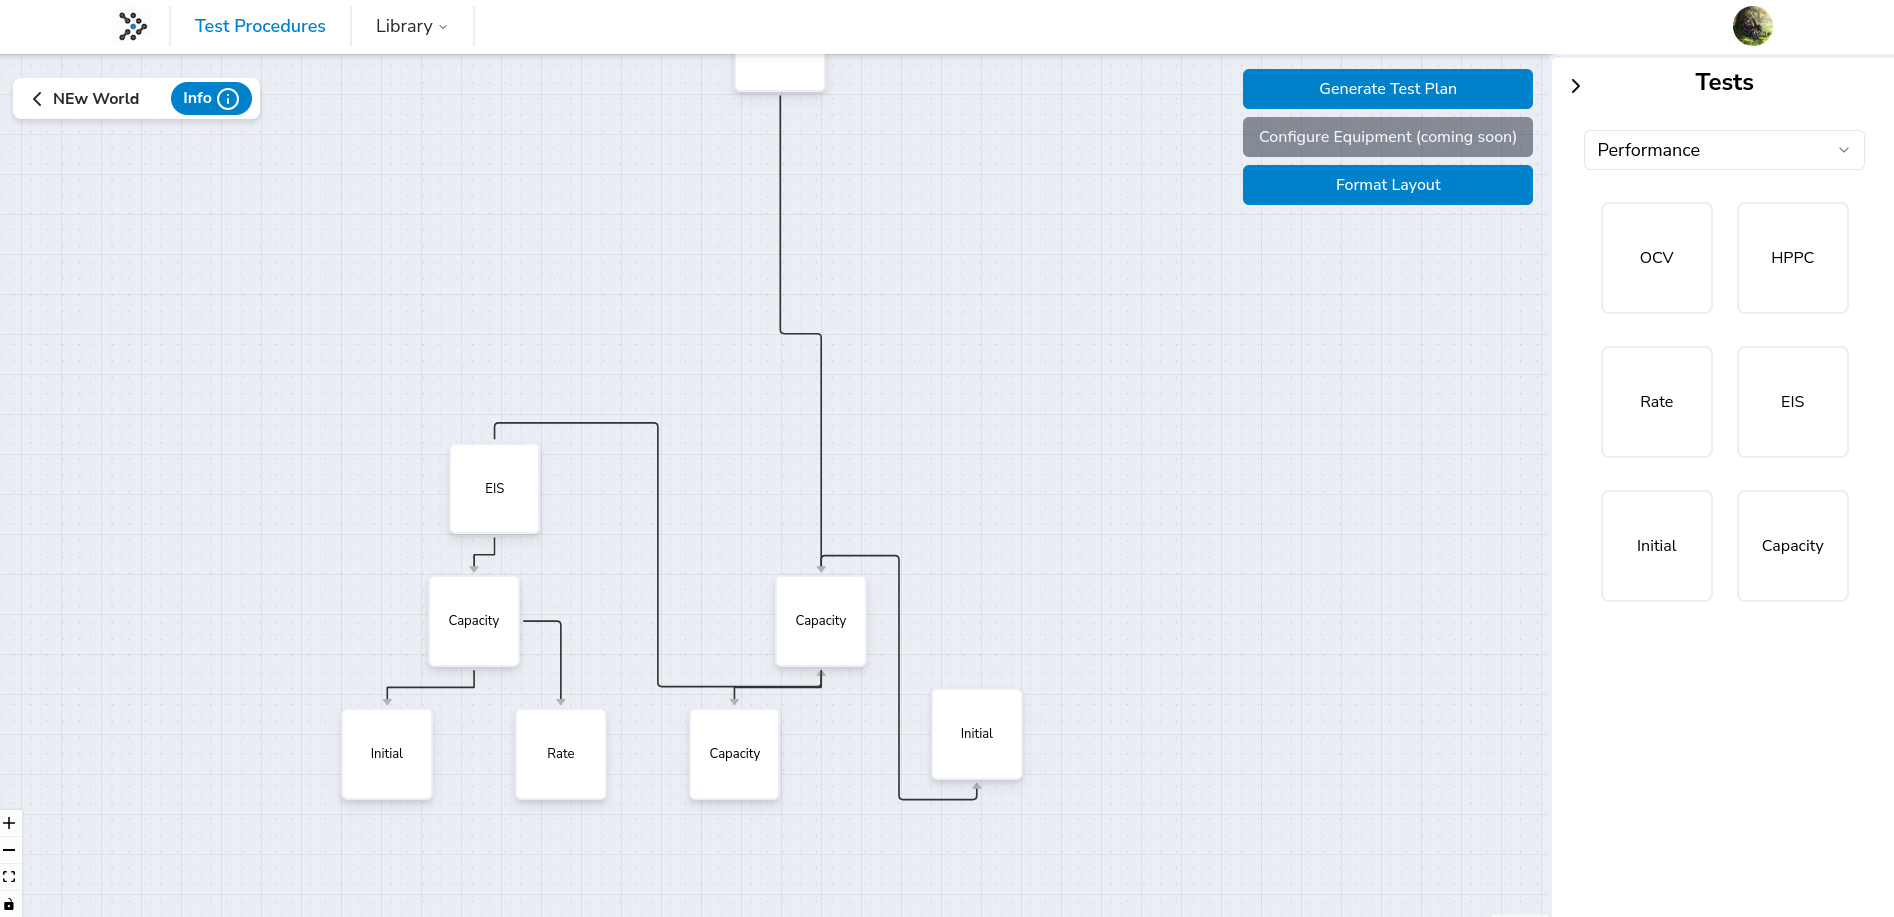 Test Procedures
Library
NEw World
Info
Generate Test Plan
Configure Equipment (coming soon)
Format Layout
EIS
Capacity
Capacity
Initial
Rate
Capacity
Initial
Tests
Performance
OCV
HPPC
Rate
EIS
Initial
Capacity